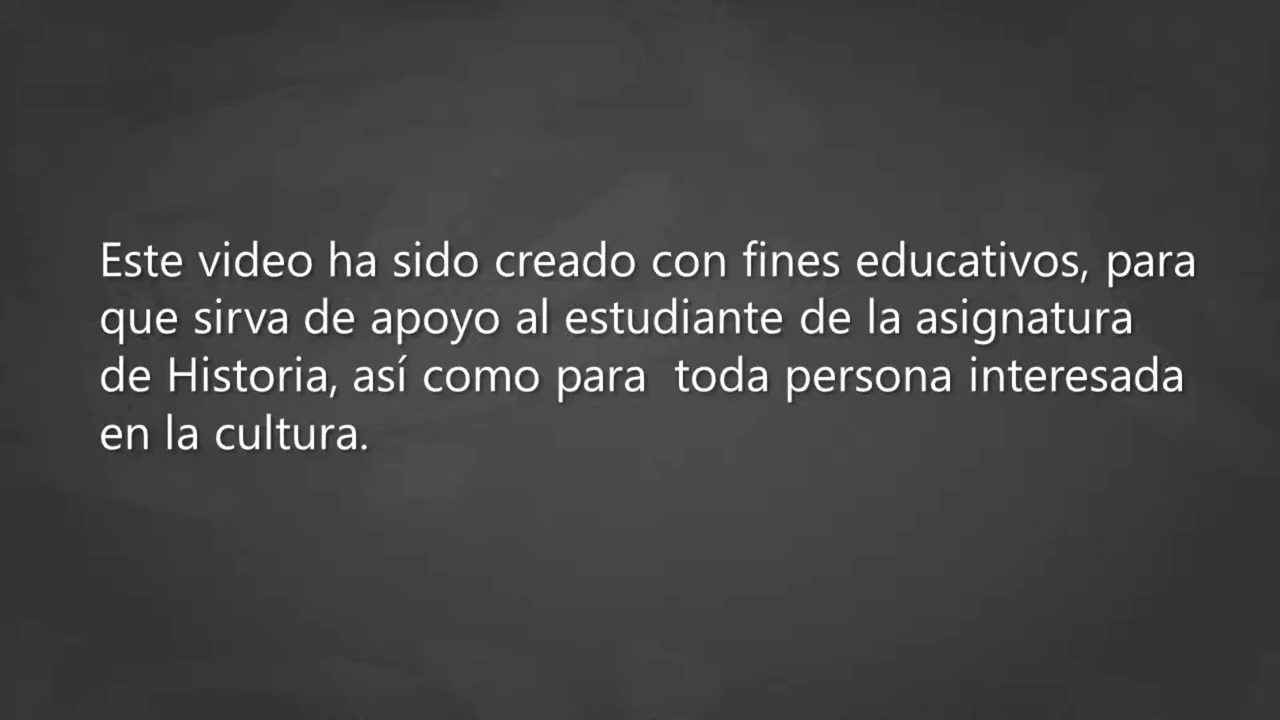 Este video ha sido creado con fines educativos, para
que sirva de apoyo al estudiante de la asignatura
de Historia, así como para  toda persona interesada
en la cultura.